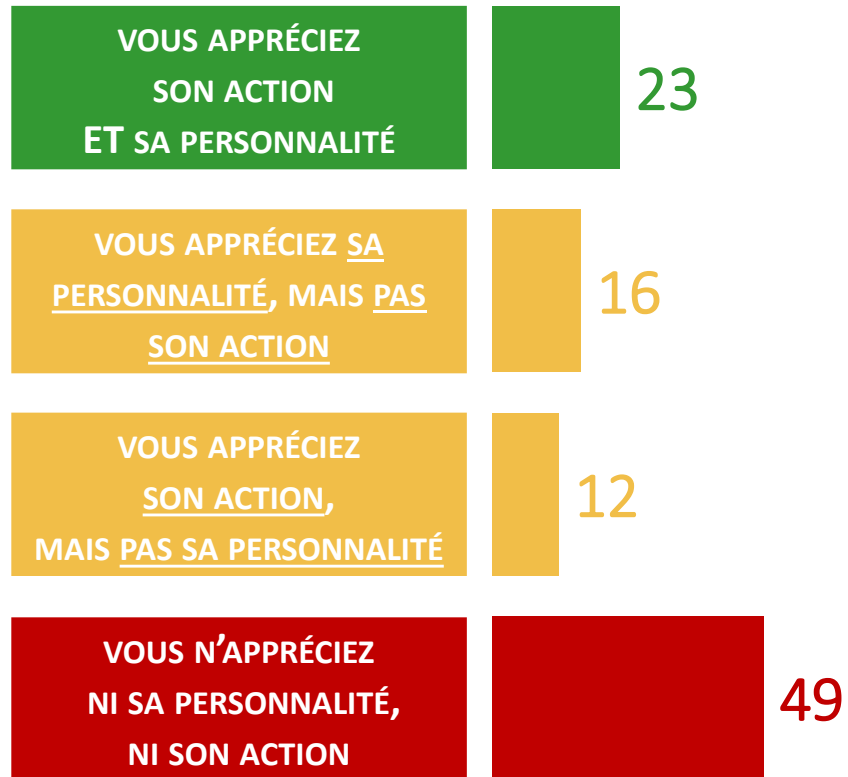 VOUS APPRÉCIEZ
SON ACTION
ET SA PERSONNALITÉ
23
VOUS APPRÉCIEZ SA
PERSONNALITÉ, MAIS PAS
SON ACTION
16
VOUS APPRÉCIEZ
SON ACTION,
MAIS PAS SA PERSONNALITÉ
12
VOUS N'APPRÉCIEZ
NI SA PERSONNALITÉ,
NI SON ACTION
49